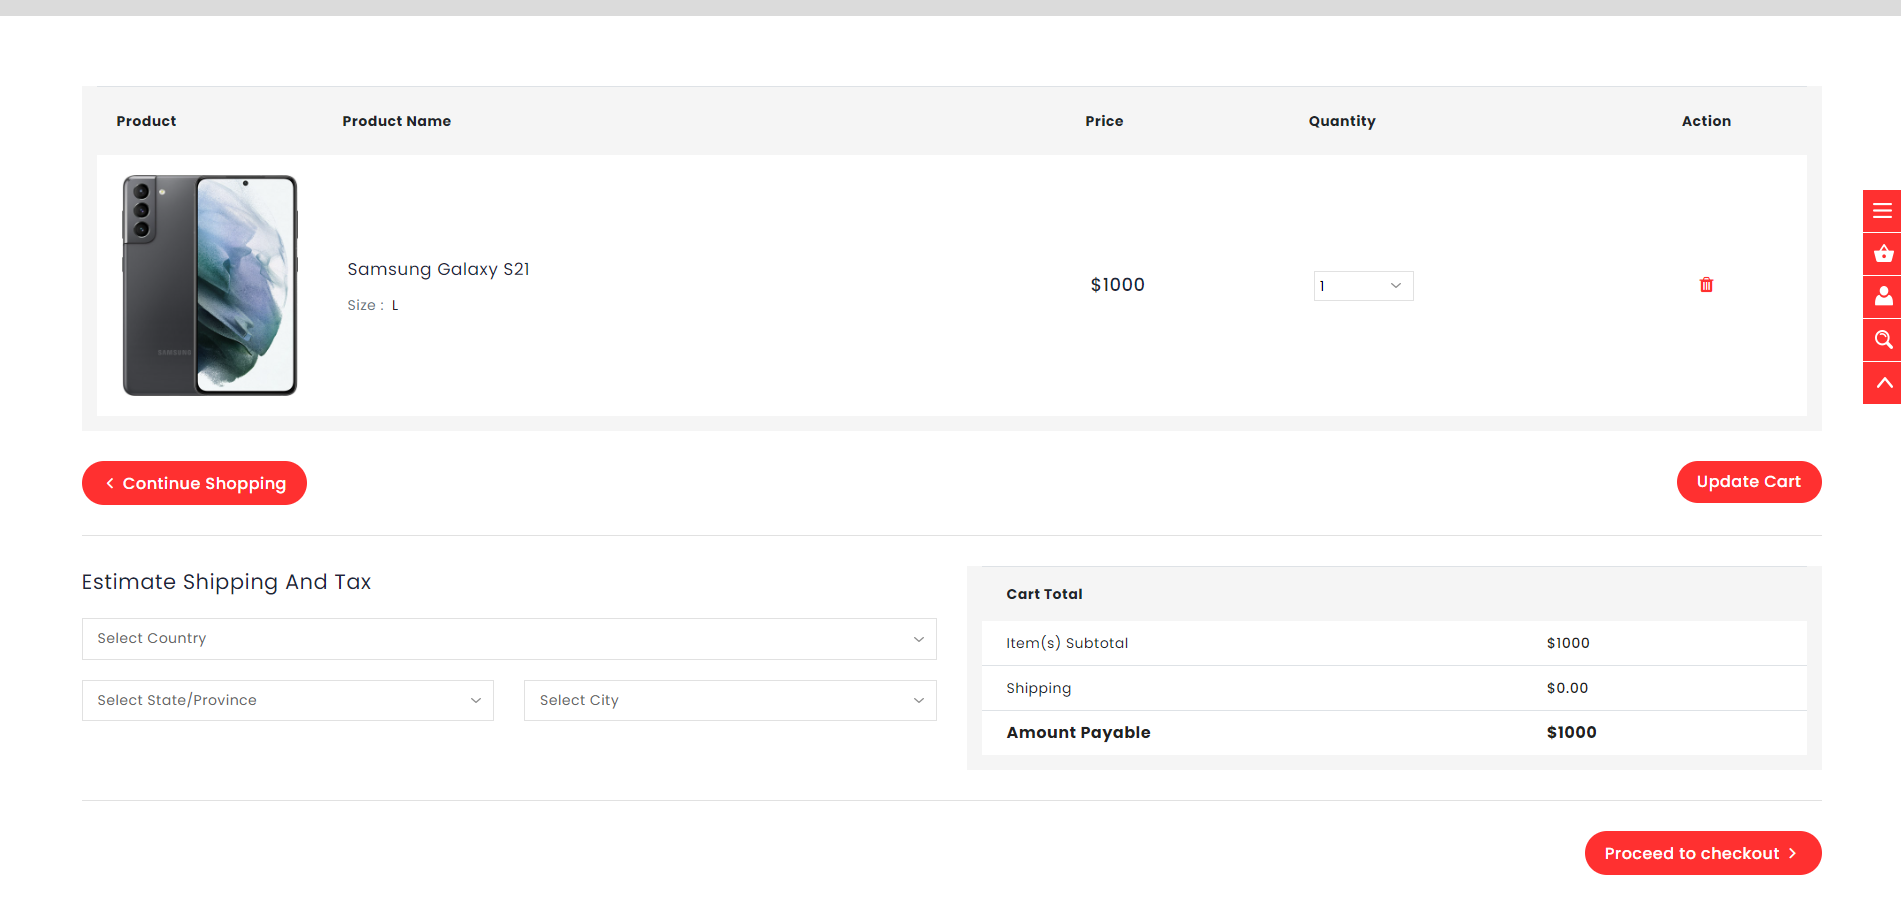 Product Product Name Price Quantity Action
SAMSUNG
Samsung Galaxy S21
Size : L
$1000
1
Continue Shopping
Update Cart
Estimate Shipping And Tax
Select Country
Select State/Province
Select City
Cart Total
Item(s) Subtotal $1000
Shipping $0.00
Amount Payable $1000
Proceed to checkout